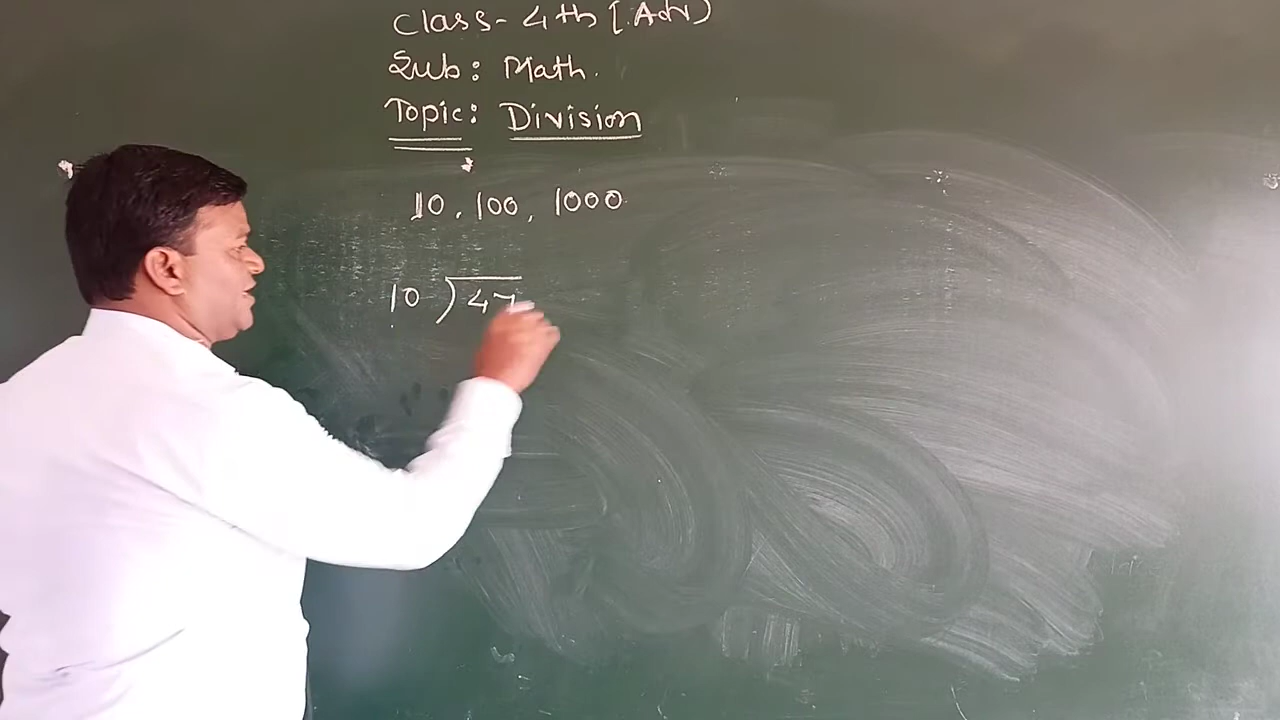 Class- 4th [Adv)
Sub: Math.
Topic: Division
10, 100, 1000
10 ) 47